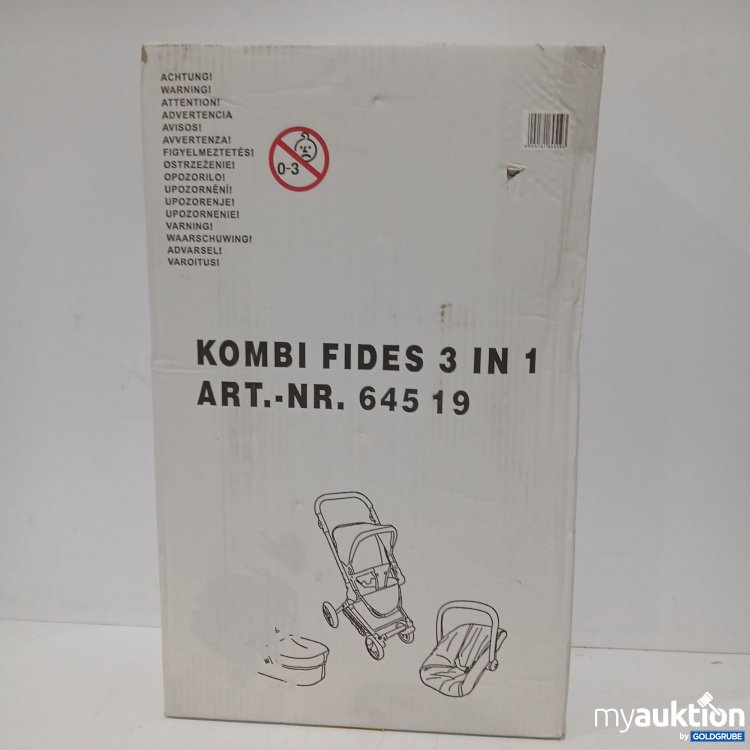 ACHTUNG!
WARNING!
ATTENTION!
ADVERTENCIA
AVISOS!
AVVERTENZA!
FIGYELMEZTETÉS!
OSTRZEŻENIE!
OPOZORILO!
UPOZORNĚNÍ!
UPOZORENJE!
UPOZORNENIE!
VARNING!
WAARSCHUWING!
ADVARSEL!
VAROITUS!
0-3
KOMBI FIDES 3 IN 1
ART.-NR. 645 19
myauktion
by GOLDGRUBE